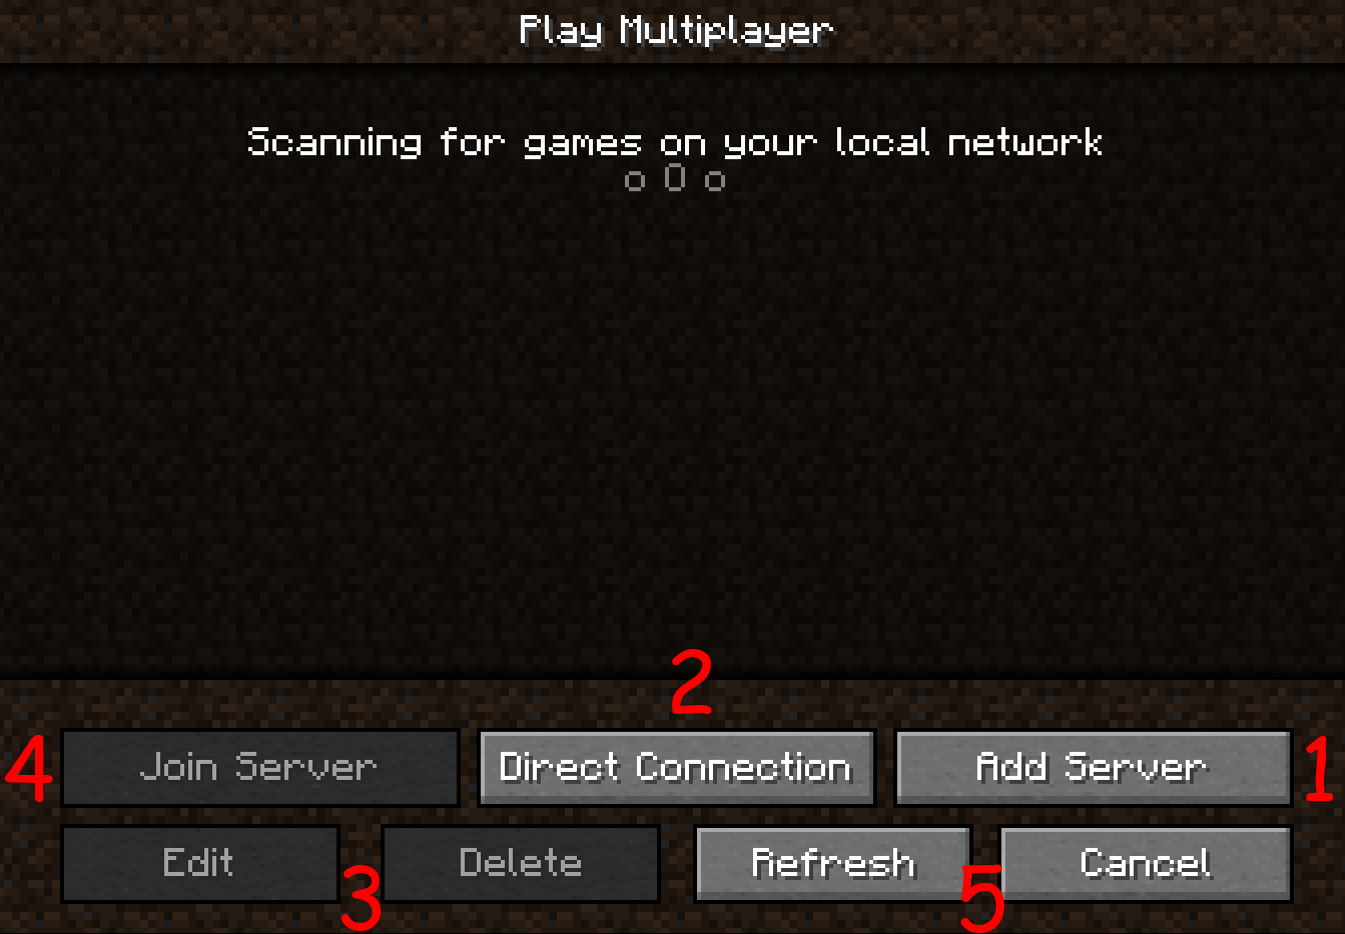 Play Multiplayer
Scanning for games on your local network
o O o
2
4 Join Server Direct Connection Add Server 1
Edit 3 Delete Refresh 5 Cancel